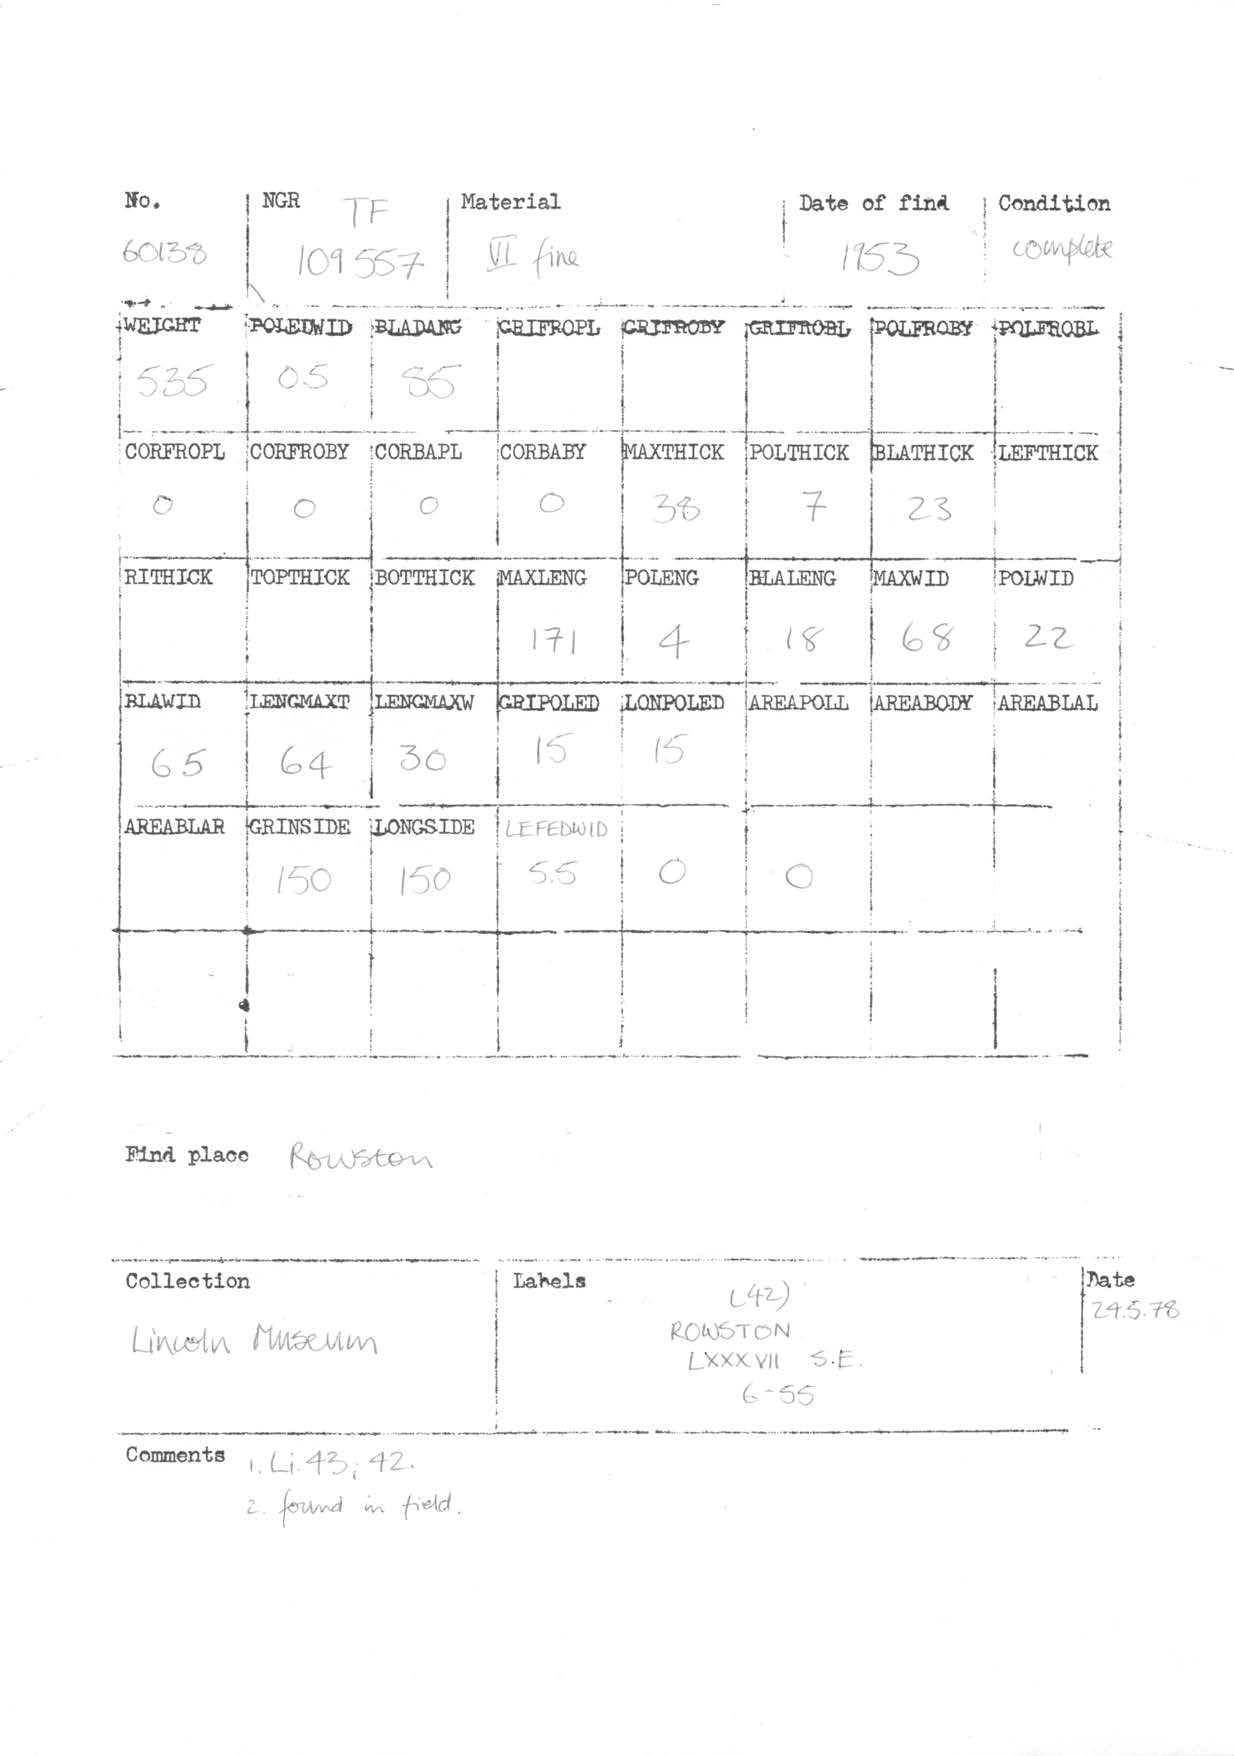 No. NGR TF Material Date of find Condition
60138 109 557 VI fine 1953 complete
WEIGHT POLEDWID BLADANG GRIFROPL GRIFROBY GRIFROBL POLFROBY POLFROBL
535 0.5 85
CORFROPL CORFROBY CORBAPL CORBABY MAXTHICK POLTHICK BLATHICK LEFTHICK
0 0 0 0 38 7 23
RITHICK TOPTHICK BOTTHICK MAXLENG POLENG BLALENG MAXWID POLWID
171 4 18 68 22
BLAWID LENGMAXT LENGMAXW GRIPOLED LONPOLED AREAPOLL AREABODY AREABLAL
65 64 30 15 15
AREABLAR GRINSIDE LONGSIDE LEFEDWID
150 150 5.5 0 0
Find place Rowston
Collection Labels Date
Lincoln Museum (42) 29.5.78
ROWSTON
LXXXVII S.E.
6-55
Comments 1. Li.43; 42.
2. found in field.